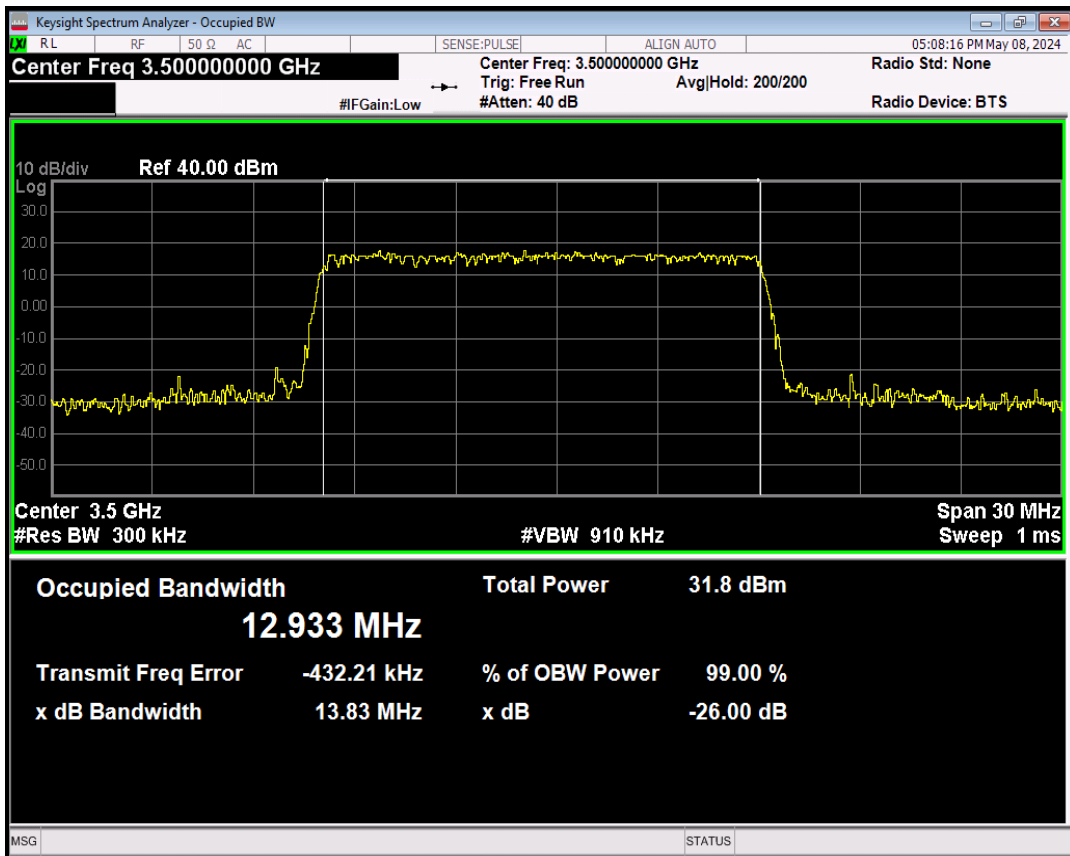 Keysight Spectrum Analyzer - Occupied BW
LXI RL RF 50 Ω AC SENSE:PULSE ALIGN AUTO 05:08:16 PM May 08, 2024
Center Freq 3.500000000 GHz Center Freq: 3.500000000 GHz Radio Std: None
Trig: Free Run Avg|Hold: 200/200
#IFGain:Low #Atten: 40 dB Radio Device: BTS
10 dB/div Ref 40.00 dBm
Log
30.0
20.0
10.0
0.00
-10.0
-20.0
-30.0
-40.0
-50.0
Center 3.5 GHz Span 30 MHz
#Res BW 300 kHz #VBW 910 kHz Sweep 1 ms
Occupied Bandwidth Total Power 31.8 dBm
12.933 MHz
Transmit Freq Error -432.21 kHz % of OBW Power 99.00 %
x dB Bandwidth 13.83 MHz x dB -26.00 dB
MSG STATUS